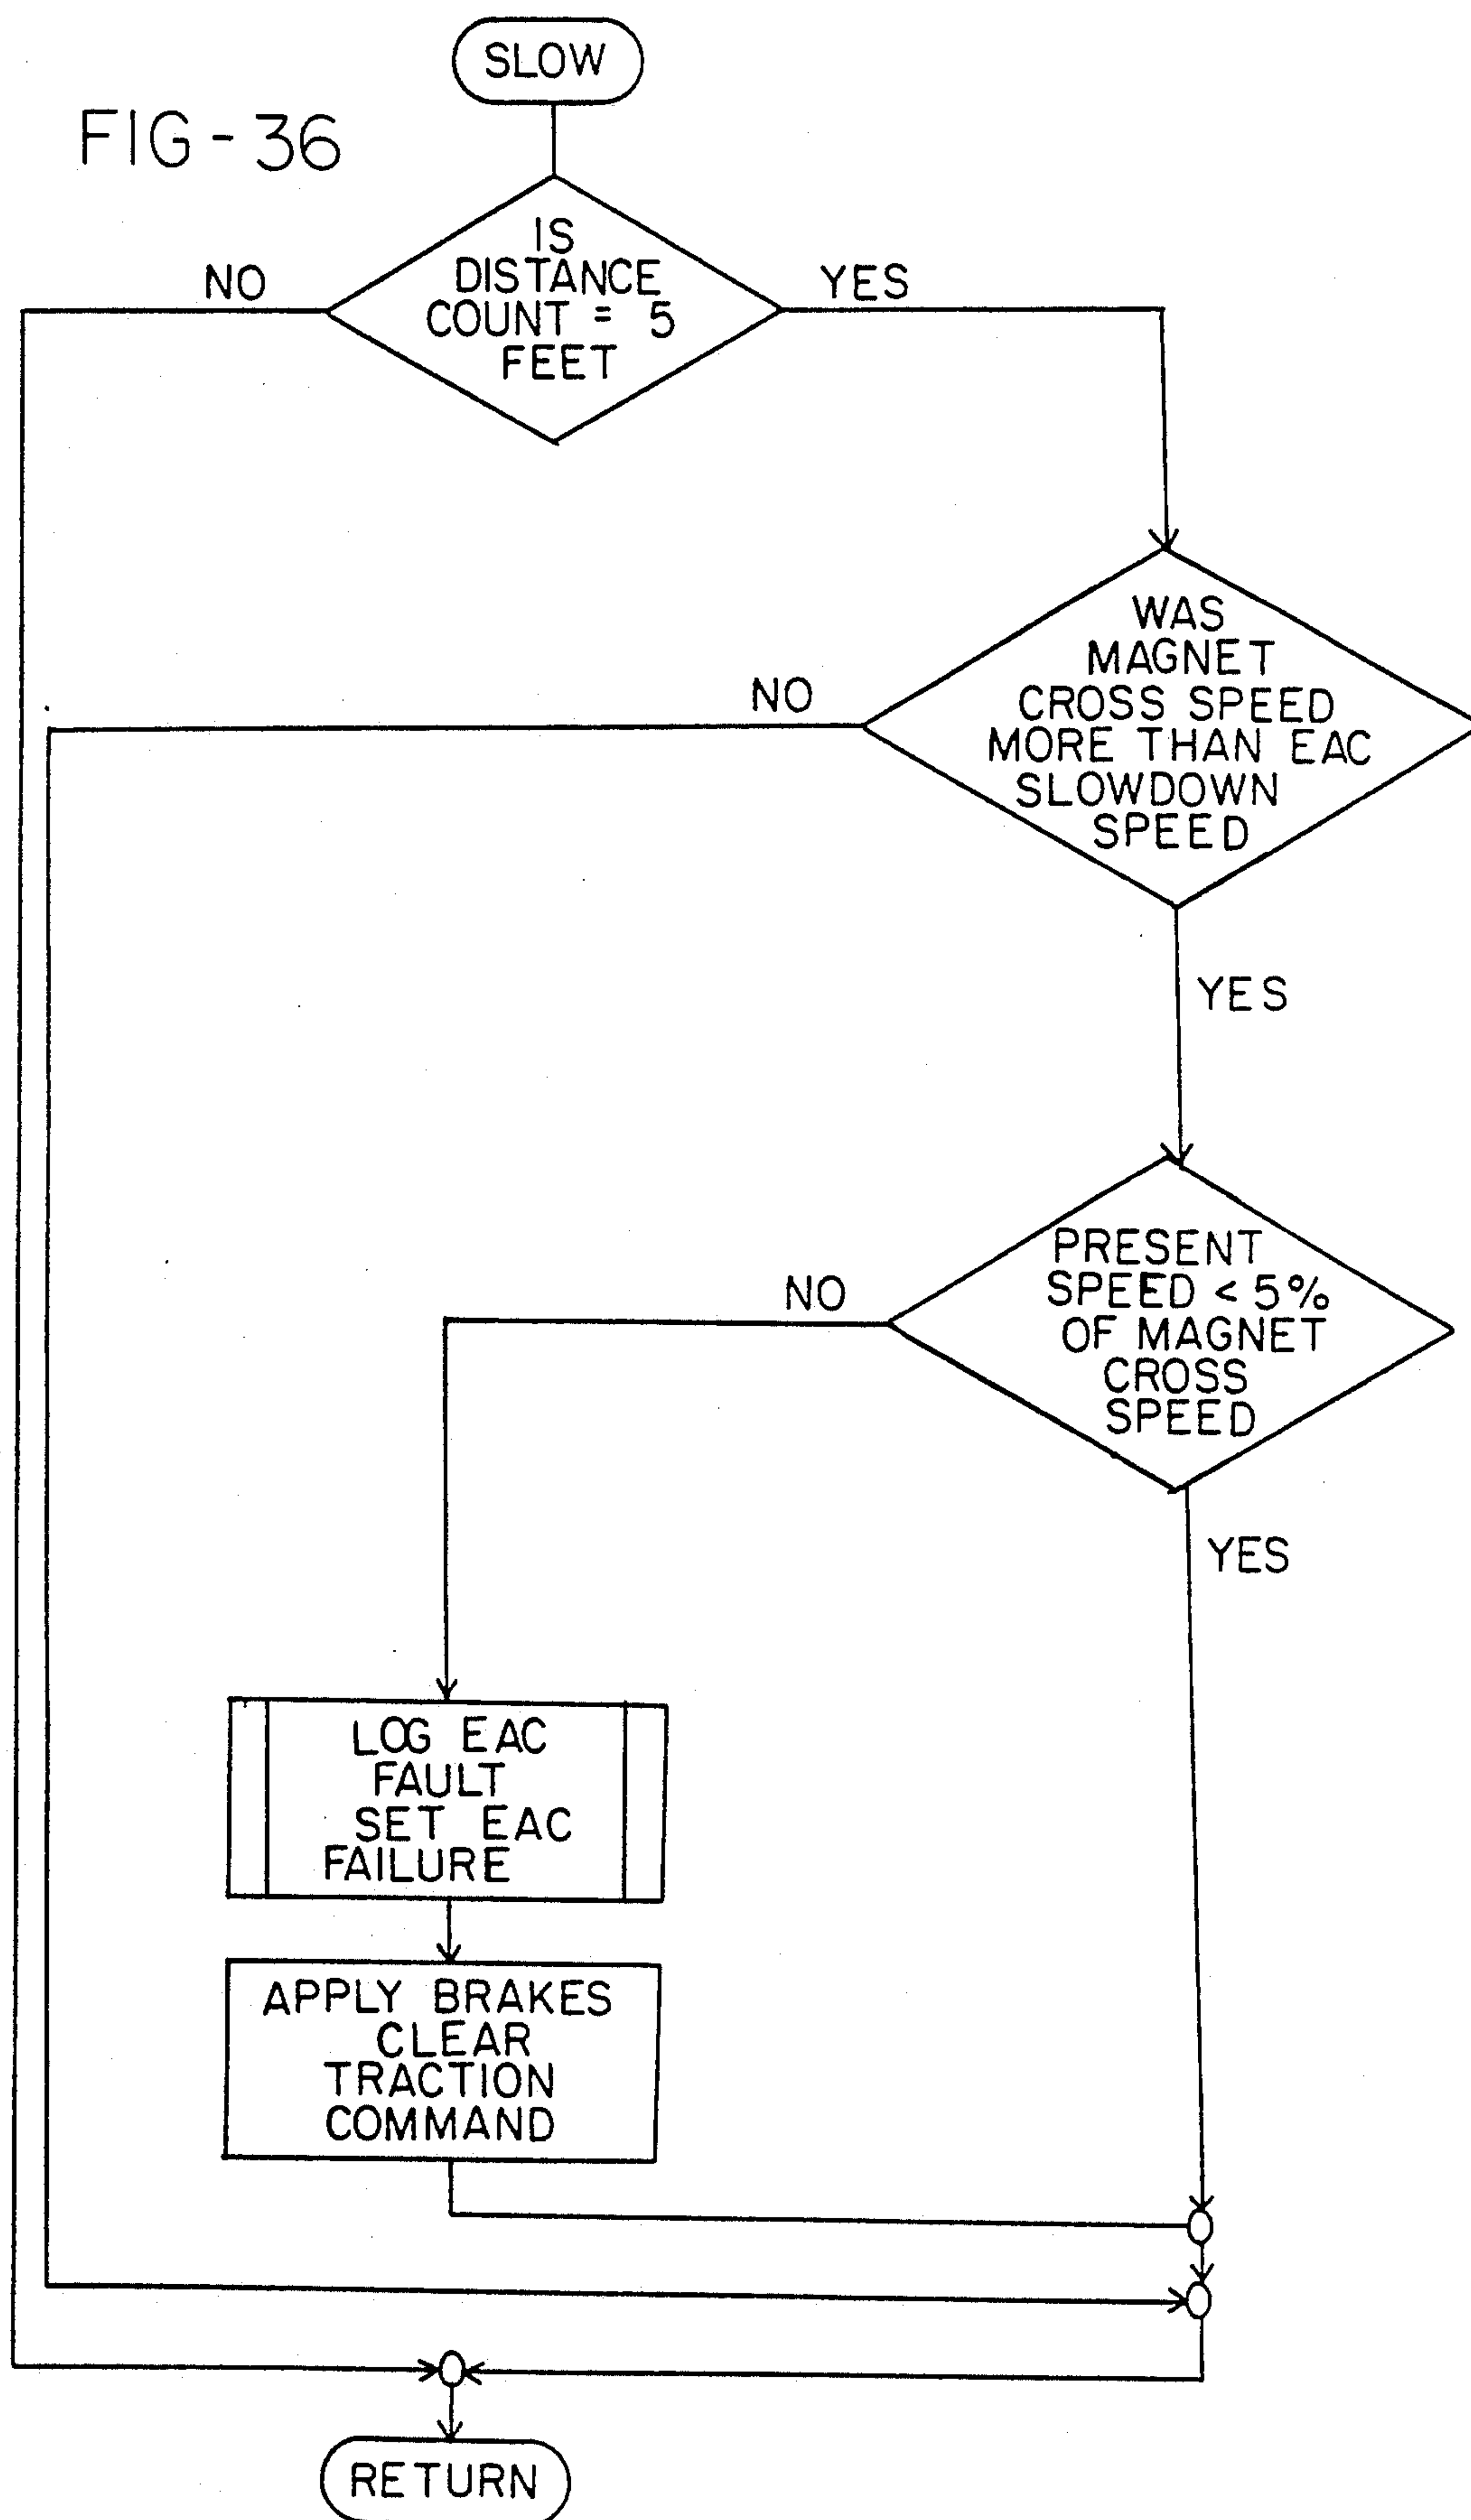 SLOW
FIG-36
IS
DISTANCE
COUNT = 5
FEET
NO
YES
WAS
MAGNET
CROSS SPEED
MORE THAN EAC
SLOWDOWN
SPEED
NO
YES
PRESENT
SPEED < 5%
OF MAGNET
CROSS
SPEED
NO
YES
LOG EAC
FAULT
SET EAC
FAILURE
APPLY BRAKES
CLEAR
TRACTION
COMMAND
RETURN